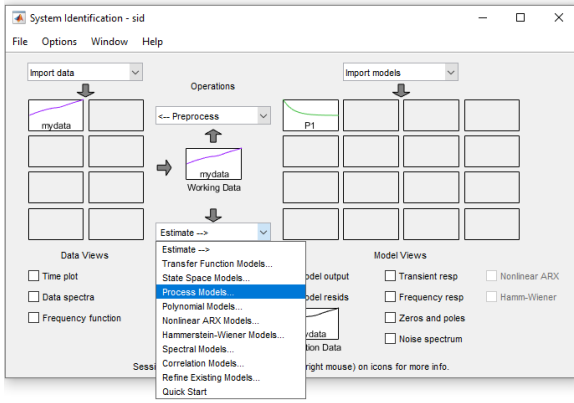 System Identification - sid
File Options Window Help
Import data
Import models
Operations
<-- Preprocess
mydata
P1
mydata
Working Data
Estimate -->
Estimate -->
Transfer Function Models...
State Space Models...
Process Models...
Polynomial Models...
Nonlinear ARX Models...
Hammerstein-Wiener Models...
Spectral Models...
Correlation Models...
Refine Existing Models...
Quick Start
Data Views
Time plot
Data spectra
Frequency function
Model Views
odel output
Transient resp
Nonlinear ARX
odel resids
Frequency resp
Hamm-Wiener
Zeros and poles
ydata
Noise spectrum
tion Data
Sessi
right mouse) on icons for more info.